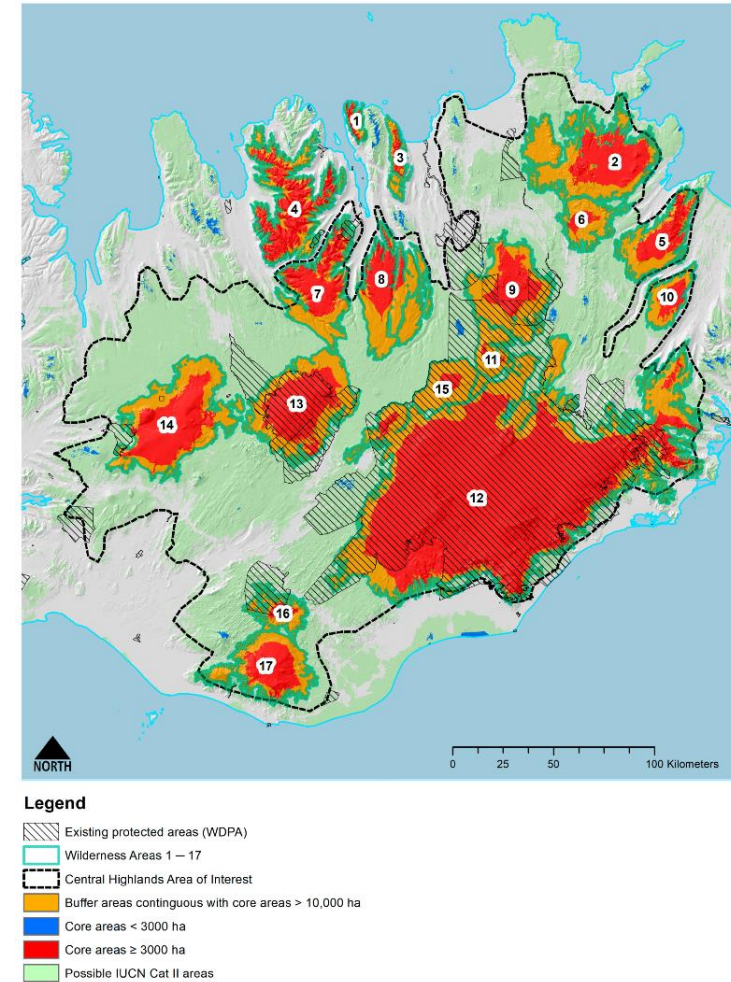 1
3
2
4
6
5
8
7
9
10
11
15
13
14
12
16
17
NORTH
0 25 50 100 Kilometers
Legend
Existing protected areas (WDPA)
Wilderness Areas 1 — 17
Central Highlands Area of Interest
Buffer areas continguous with core areas > 10,000 ha
Core areas < 3000 ha
Core areas ≥ 3000 ha
Possible IUCN Cat II areas